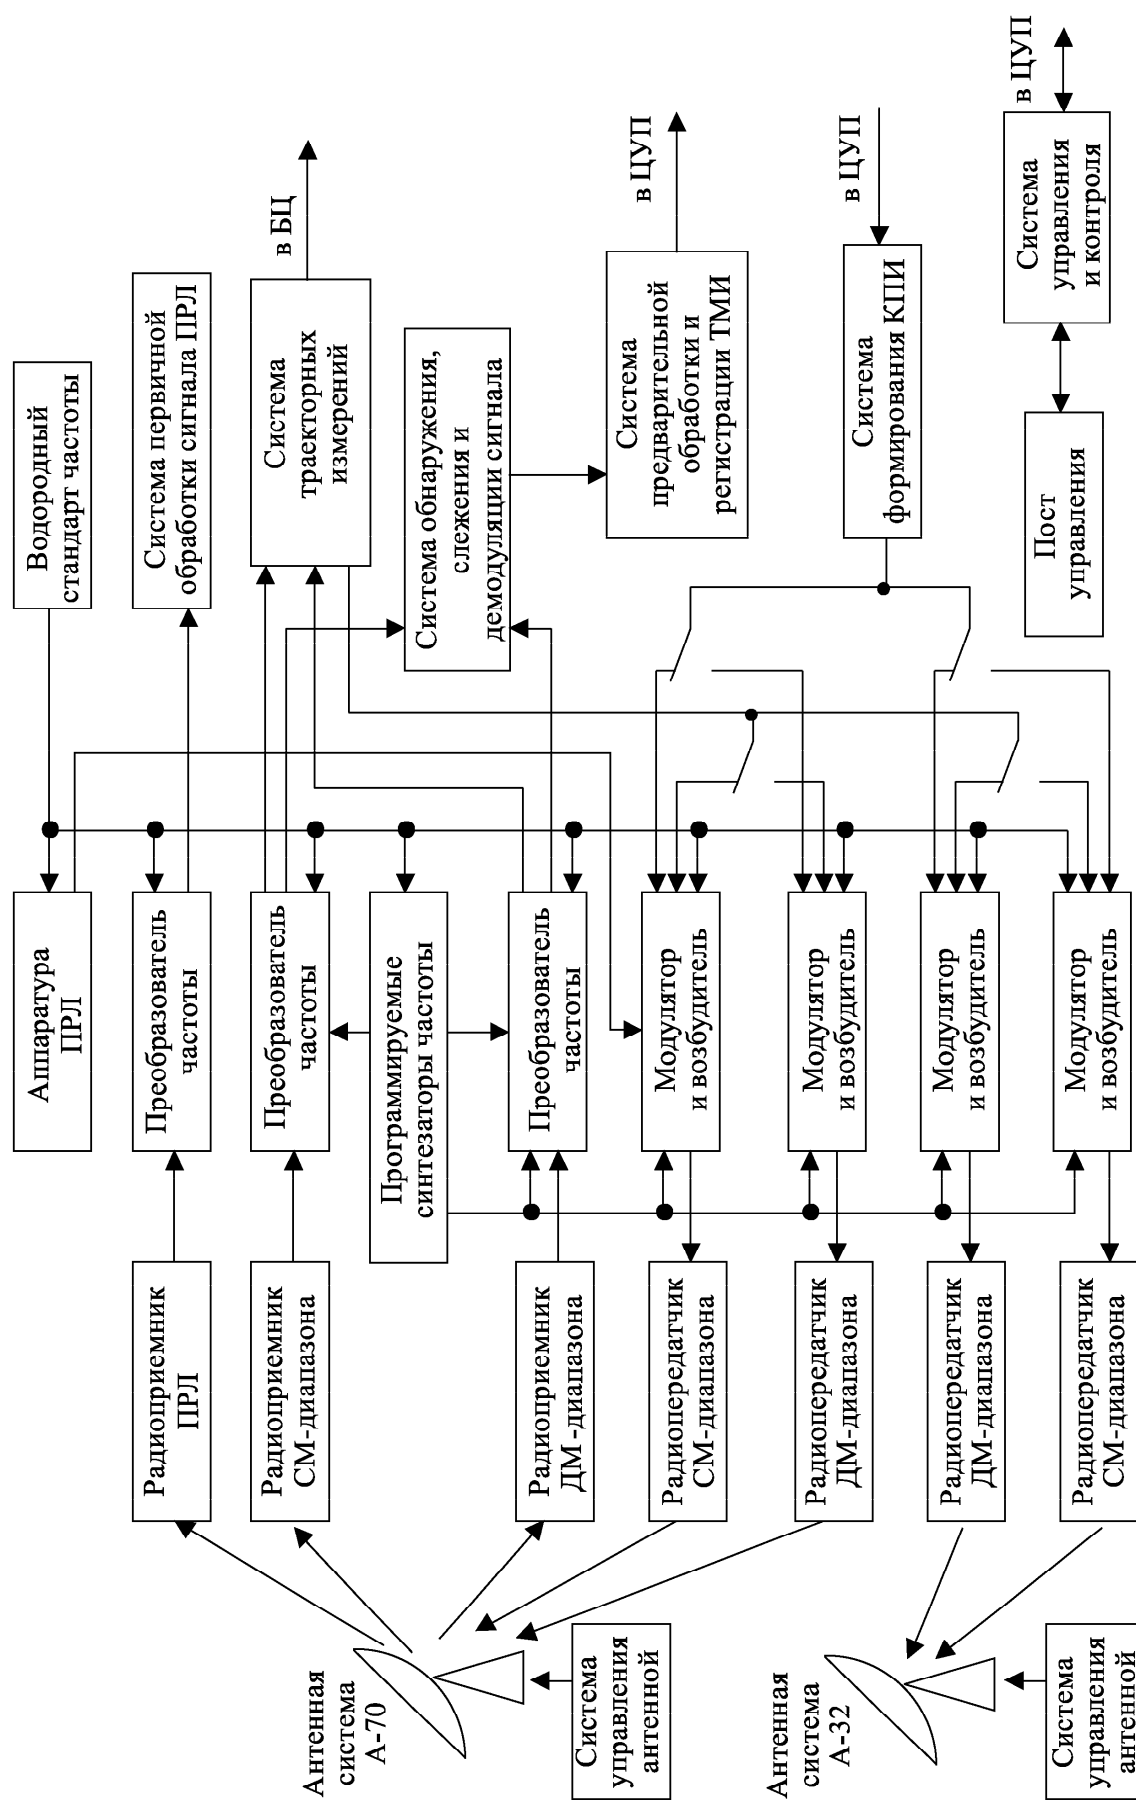 Антенная
система
А-70
Система
управления
антенной
Антенная
система
А-32
Система
управления
антенной
Радиоприемник
ПРЛ
Радиоприемник
СМ-диапазона
Радиоприемник
ДМ-диапазона
Радиопередатчик
СМ-диапазона
Радиопередатчик
ДМ-диапазона
Радиопередатчик
ДМ-диапазона
Радиопередатчик
СМ-диапазона
Аппаратура
ПРЛ
Преобразователь
частоты
Преобразователь
частоты
Программируемые
синтезаторы частоты
Преобразователь
частоты
Модулятор
и возбудитель
Модулятор
и возбудитель
Модулятор
и возбудитель
Модулятор
и возбудитель
Водородный
стандарт частоты
Система первичной
обработки сигнала ПРЛ
Система
траекторных
измерений
в БЦ
Система обнаружения,
слежения и
демодуляции сигнала
Система
предварительной
обработки и
регистрации ТМИ
в ЦУП
Система
формирования КПИ
в ЦУП
Пост
управления
Система
управления
и контроля
в ЦУП